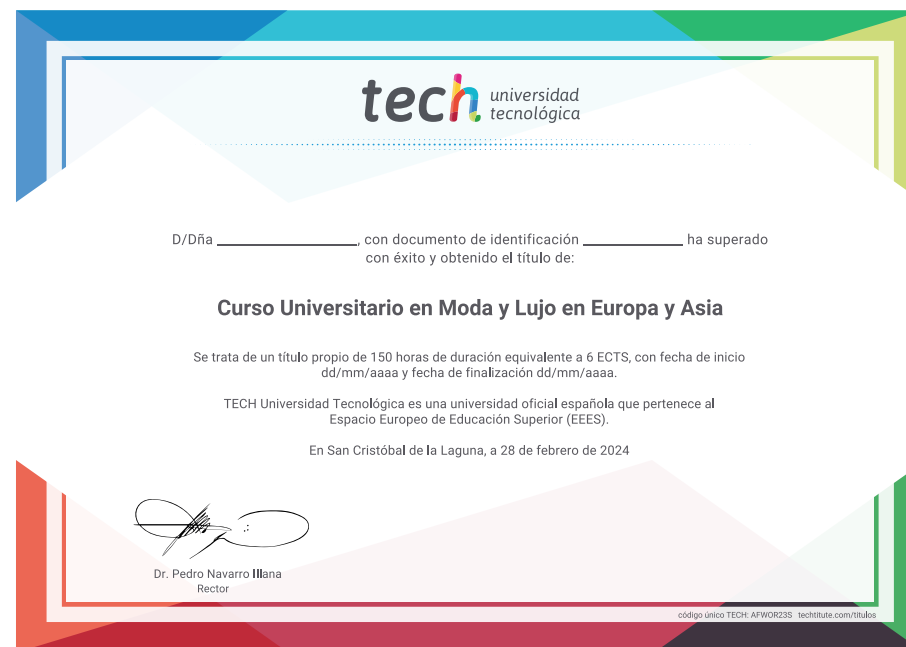 tech universidad
tecnológica
D/Dña ____________________, con documento de identificación ______________ ha superado
con éxito y obtenido el título de:
Curso Universitario en Moda y Lujo en Europa y Asia
Se trata de un título propio de 150 horas de duración equivalente a 6 ECTS, con fecha de inicio
dd/mm/aaaa y fecha de finalización dd/mm/aaaa.
TECH Universidad Tecnológica es una universidad oficial española que pertenece al
Espacio Europeo de Educación Superior (EEES).
En San Cristóbal de la Laguna, a 28 de febrero de 2024
Dr. Pedro Navarro Illana
Rector
código único TECH: AFWOR23S techtitute.com/titulos